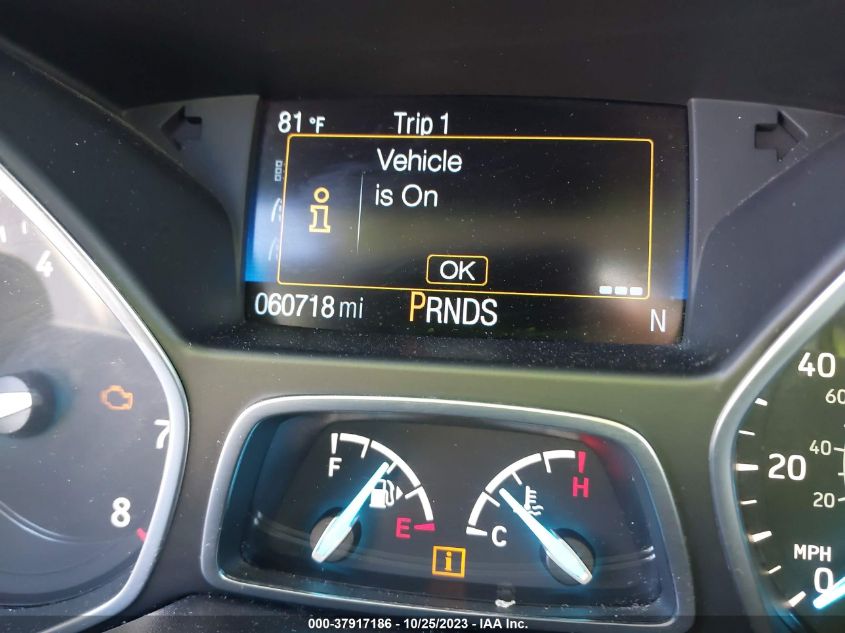 81 °F Trip 1
Vehicle
is On
i
OK
060718 mi PRNDS N
4
7
8
F
E
C
H
i
40
60
20
40
20
MPH
0
000-37917186 - 10/25/2023 - IAA Inc.